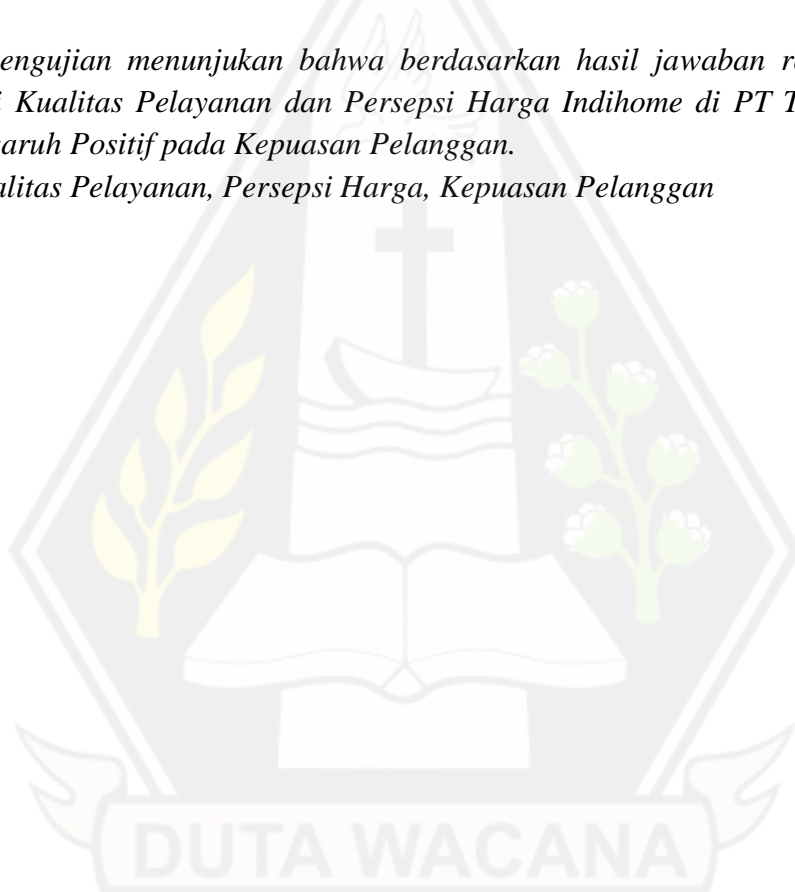 engujian menunjukan bahwa berdasarkan hasil jawaban
Kualitas Pelayanan dan Persepsi Harga Indihome di PT
aruh Positif pada Kepuasan Pelanggan.
alitas Pelayanan, Persepsi Harga, Kepuasan Pelanggan
DUTA WACANA